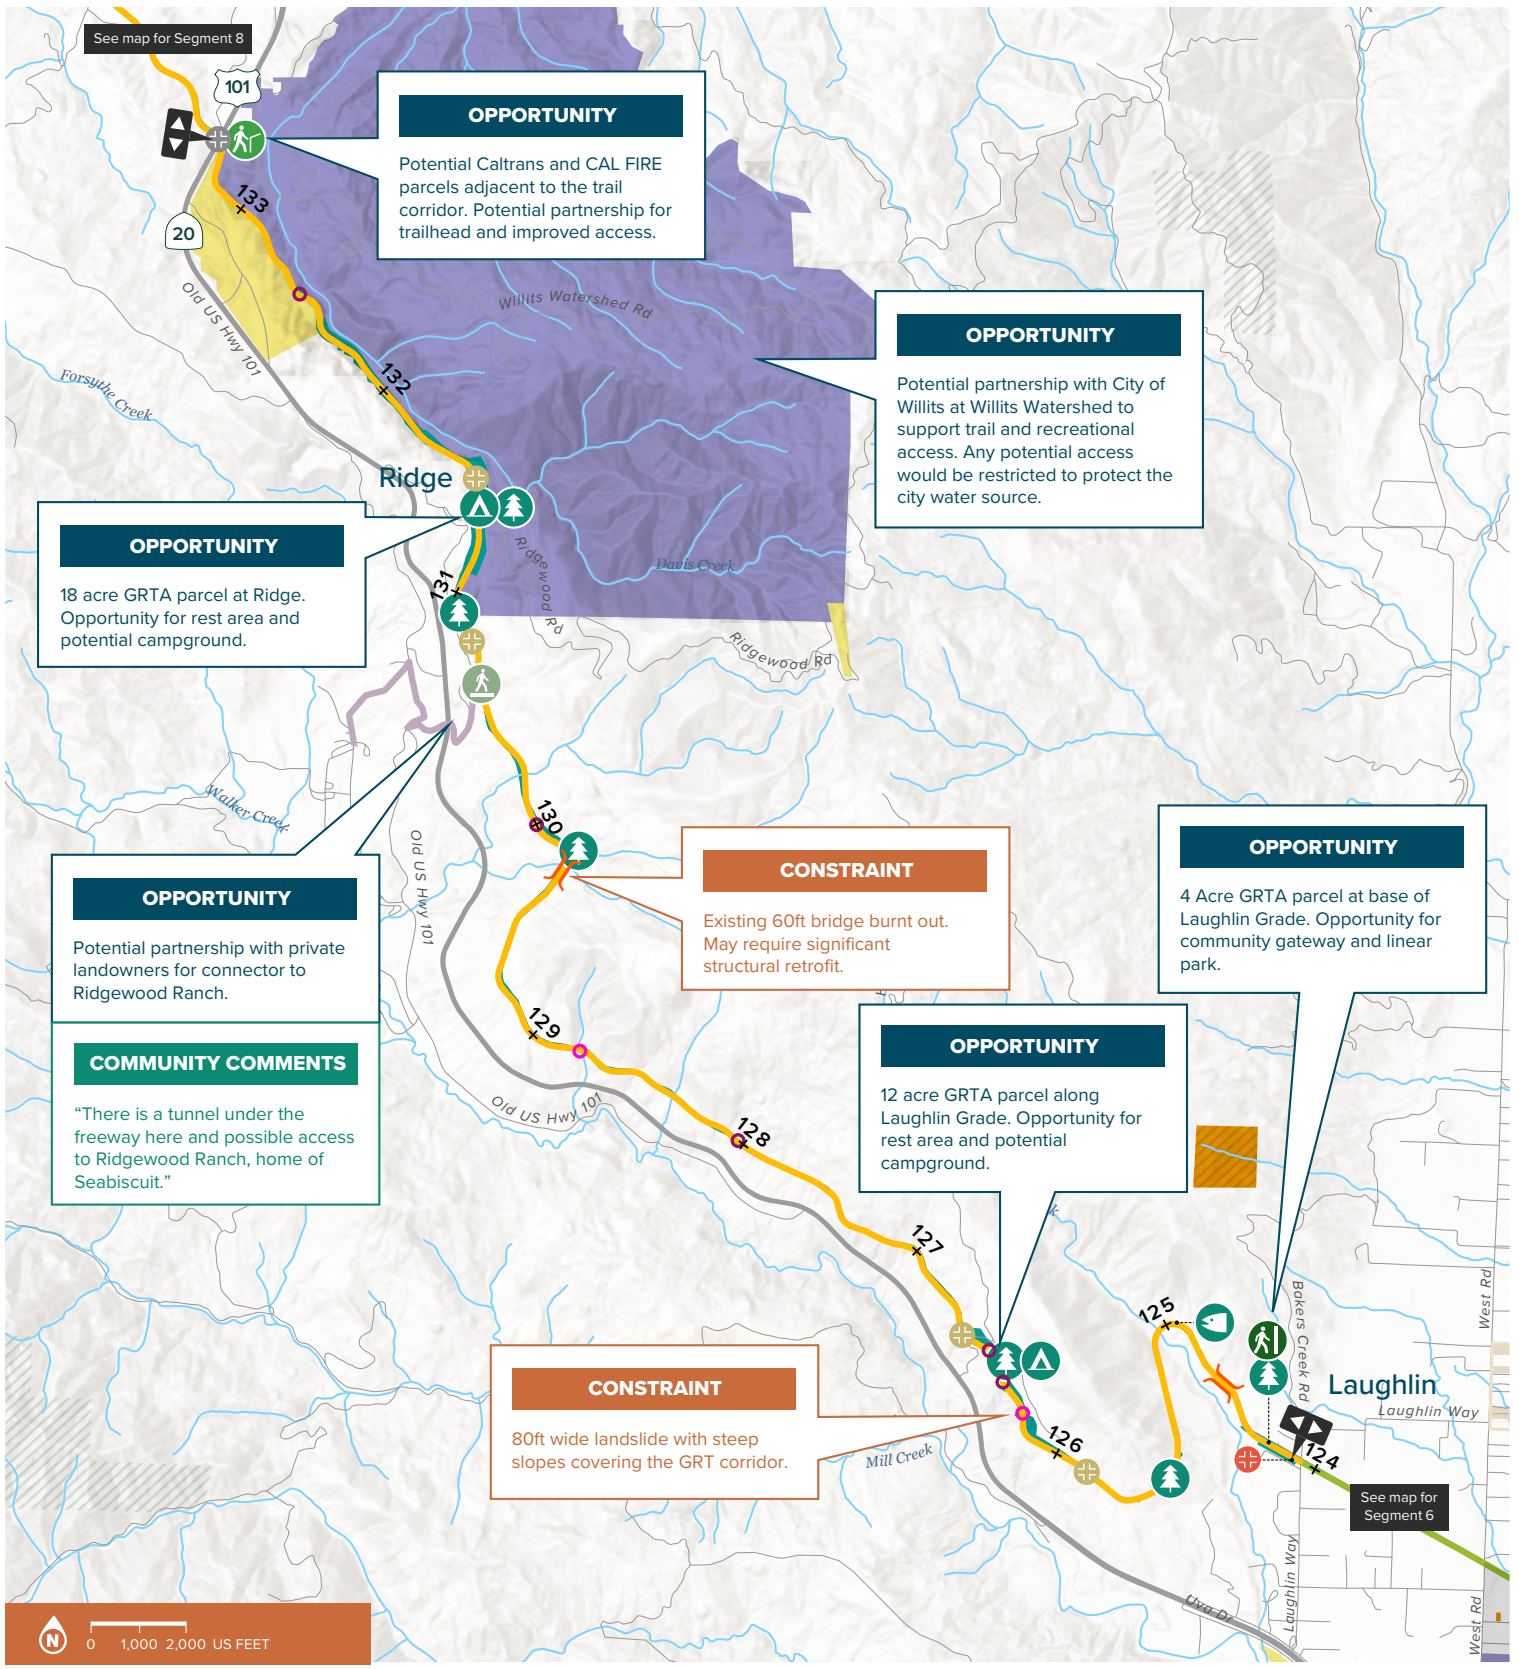 See map for Segment 8
101
OPPORTUNITY
Potential Caltrans and CAL FIRE
parcels adjacent to the trail
corridor. Potential partnership for
trailhead and improved access.
133
20
Old US Hwy 101
Willits Watershed Rd
OPPORTUNITY
Potential partnership with City of
Willits at Willits Watershed to
support trail and recreational
access. Any potential access
would be restricted to protect the
city water source.
Forsythe Creek
132
Ridge
OPPORTUNITY
18 acre GRTA parcel at Ridge.
Opportunity for rest area and
potential campground.
131
Ridgewood Rd
Davis Creek
Ridgewood Rd
Walker Creek
130
Old US Hwy 101
OPPORTUNITY
Potential partnership with private
landowners for connector to
Ridgewood Ranch.
COMMUNITY COMMENTS
“There is a tunnel under the
freeway here and possible access
to Ridgewood Ranch, home of
Seabiscuit.”
CONSTRAINT
Existing 60ft bridge burnt out.
May require significant
structural retrofit.
OPPORTUNITY
4 Acre GRTA parcel at base of
Laughlin Grade. Opportunity for
community gateway and linear
park.
129
Old US Hwy 101
128
OPPORTUNITY
12 acre GRTA parcel along
Laughlin Grade. Opportunity for
rest area and potential
campground.
127
125
Bakers Creek Rd
West Rd
Laughlin
Laughlin Way
CONSTRAINT
80ft wide landslide with steep
slopes covering the GRT corridor.
Mill Creek
126
124
See map for
Segment 6
Laughlin Way
Uva Dr
West Rd
N
0 1,000 2,000 US FEET